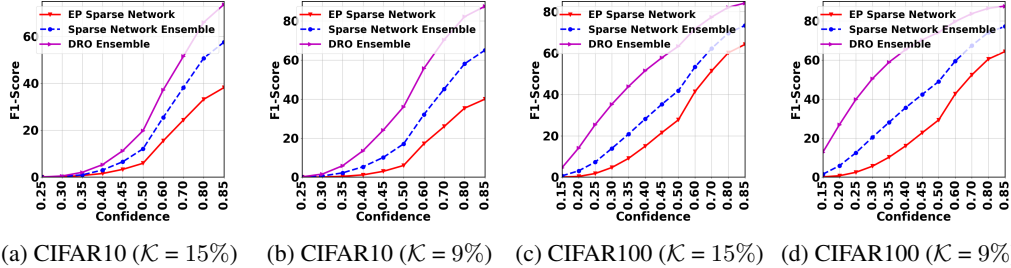 EP Sparse Network
Sparse Network Ensemble
DRO Ensemble
F1-Score
60
40
20
0
0.25 0.30 0.35 0.40 0.45 0.50 0.60 0.70 0.80 0.85
Confidence
(a) CIFAR10 (𝒦 = 15%)
EP Sparse Network
Sparse Network Ensemble
DRO Ensemble
F1-Score
80
60
40
20
0
0.25 0.30 0.35 0.40 0.45 0.50 0.60 0.70 0.80 0.85
Confidence
(b) CIFAR10 (𝒦 = 9%)
EP Sparse Network
Sparse Network Ensemble
DRO Ensemble
F1-Score
80
60
40
20
0
0.15 0.20 0.25 0.30 0.35 0.40 0.45 0.50 0.60 0.70 0.80 0.85
Confidence
(c) CIFAR100 (𝒦 = 15%)
EP Sparse Network
Sparse Network Ensemble
DRO Ensemble
F1-Score
80
60
40
20
0
0.15 0.20 0.25 0.30 0.35 0.40 0.45 0.50 0.60 0.70 0.80 0.85
Confidence
(d) CIFAR100 (𝒦 = 9%